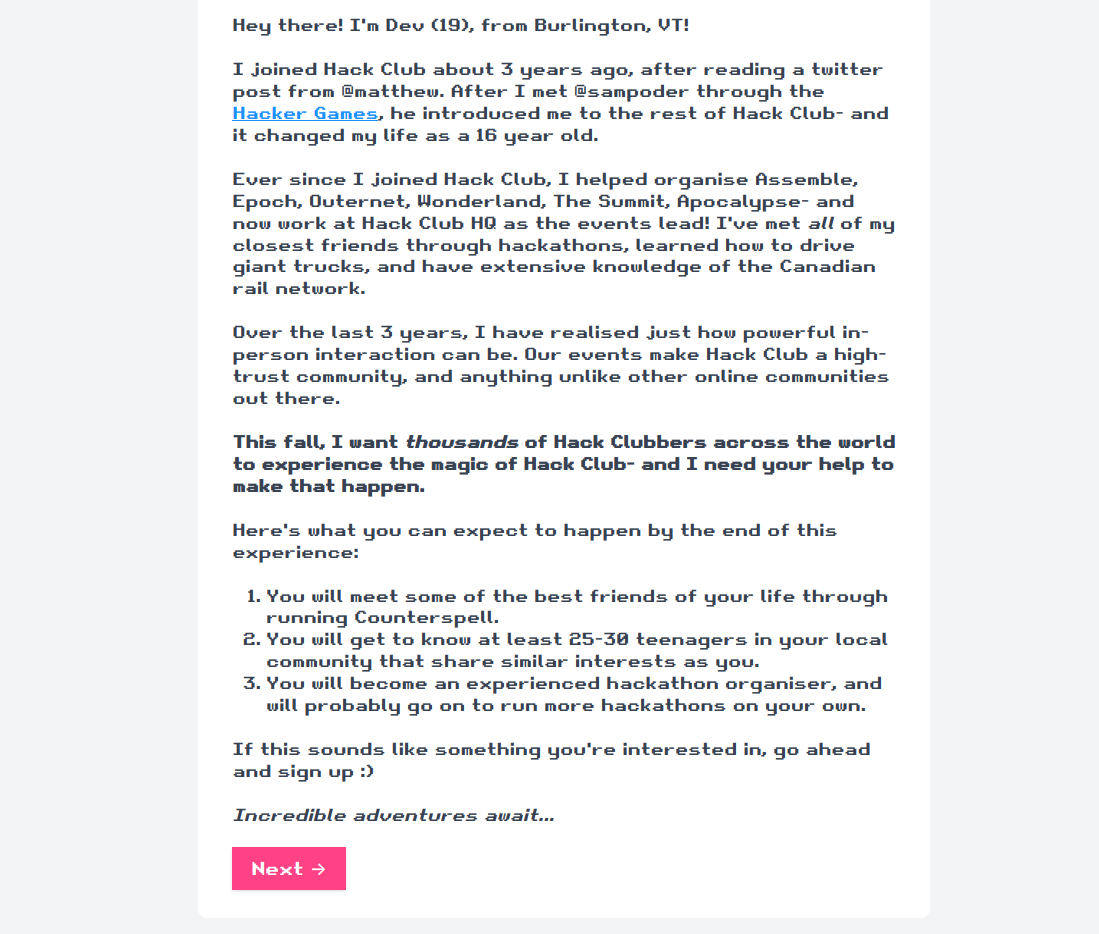 Hey there! I'm Dev (19), from Burlington, VT!
I joined Hack Club about 3 years ago, after reading a twitter
post from @matthew. After I met @sampoder through the
Hacker Games, he introduced me to the rest of Hack Club- and
it changed my life as a 16 year old.
Ever since I joined Hack Club, I helped organise Assemble,
Epoch, Outernet, Wonderland, The Summit, Apocalypse- and
now work at Hack Club HQ as the events lead! I've met all of my
closest friends through hackathons, learned how to drive
giant trucks, and have extensive knowledge of the Canadian
rail network.
Over the last 3 years, I have realised just how powerful in-
person interaction can be. Our events make Hack Club a high-
trust community, and anything unlike other online communities
out there.
This fall, I want thousands of Hack Clubbers across the world
to experience the magic of Hack Club- and I need your help to
make that happen.
Here's what you can expect to happen by the end of this
experience:
1. You will meet some of the best friends of your life through
running Counterspell.
2. You will get to know at least 25-30 teenagers in your local
community that share similar interests as you.
3. You will become an experienced hackathon organiser, and
will probably go on to run more hackathons on your own.
If this sounds like something you're interested in, go ahead
and sign up :)
Incredible adventures await...
Next →